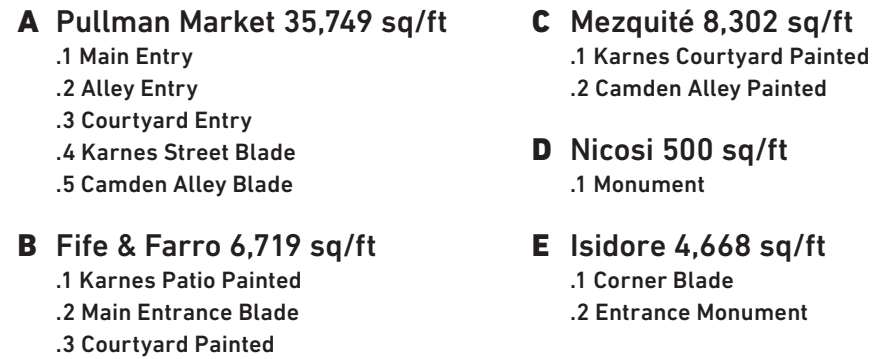 A Pullman Market 35,749 sq/ft
.1 Main Entry
.2 Alley Entry
.3 Courtyard Entry
.4 Karnes Street Blade
.5 Camden Alley Blade
B Fife & Farro 6,719 sq/ft
.1 Karnes Patio Painted
.2 Main Entrance Blade
.3 Courtyard Painted
C Mezquité 8,302 sq/ft
.1 Karnes Courtyard Painted
.2 Camden Alley Painted
D Nicosi 500 sq/ft
.1 Monument
E Isidore 4,668 sq/ft
.1 Corner Blade
.2 Entrance Monument